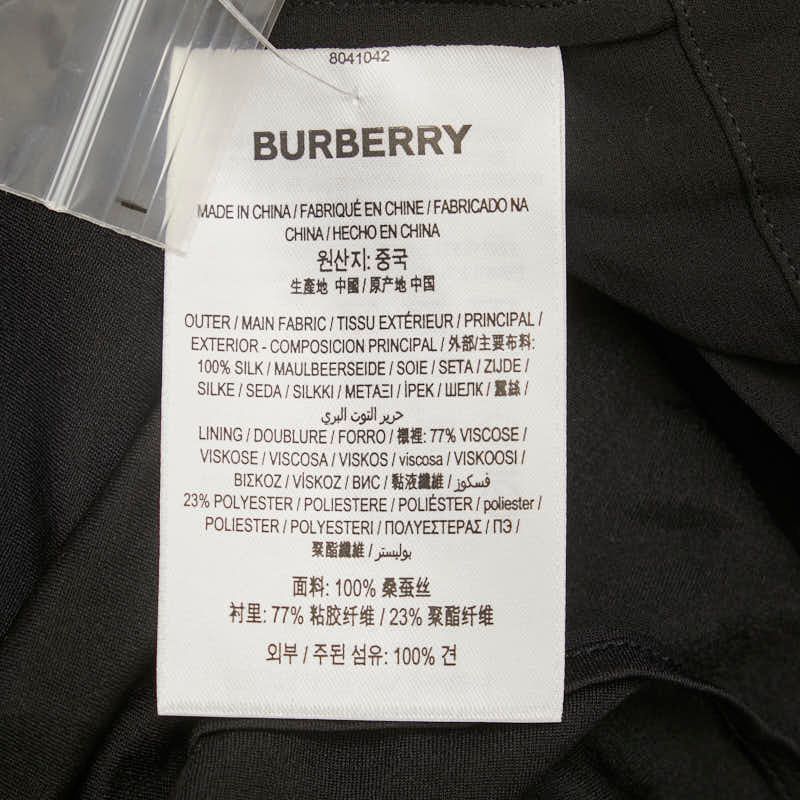 8041042
BURBERRY
MADE IN CHINA / FABRIQUÉ EN CHINE / FABRICADO NA
CHINA / HECHO EN CHINA
원산지: 중국
生產地 中國 / 原产地 中国
OUTER / MAIN FABRIC / TISSU EXTÉRIEUR / PRINCIPAL /
EXTERIOR - COMPOSICION PRINCIPAL / 外部/主要布料:
100% SILK / MAULBEERSEIDE / SOIE / SETA / ZIJDE /
SILKE / SEDA / SILKKI / ΜΕΤΑΞΙ / İPEK / ШЕЛК / 蠶絲 /
حرير التوت البري
LINING / DOUBLURE / FORRO / 襯裡: 77% VISCOSE /
VISKOSE / VISCOSA / VISKOS / viscosa / VISKOOSI /
ΒΙΣΚΟΖ / VİSKOZ / ВИС / 黏液纖維 / فسكوز
23% POLYESTER / POLIESTERE / POLIÉSTER / poliester /
POLIESTER / POLYESTERI / ΠΟΛΥΕΣΤΕΡΑΣ / ПЭ /
聚酯纖維 / بوليستر
面料: 100% 桑蚕丝
衬里: 77% 粘胶纤维 / 23% 聚酯纤维
외부 / 주된 섬유: 100% 견